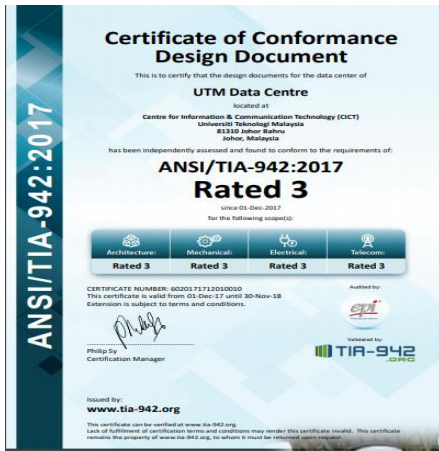 ANSI/TIA-942:2017
Certificate of Conformance
Design Document
This is to certify that the design documents for the data center of
UTM Data Centre
located at
Centre for Information & Communication Technology (CICT)
Universiti Teknologi Malaysia
81310 Johor Bahru
Johor, Malaysia
has been independently assessed and found to conform to the requirements of:
ANSI/TIA-942:2017
Rated 3
since 01-Dec-2017
for the following scope(s):
Architecture: Mechanical: Electrical: Telecom:
Rated 3 Rated 3 Rated 3 Rated 3
CERTIFICATE NUMBER: 6020171712010010
This certificate is valid from 01-Dec-17 until 30-Nov-18
Extension is subject to terms and conditions.
Audited by:
epi
Validated by:
TIA-942
.ORG
Philip Sy
Certification Manager
Issued by:
www.tia-942.org
This certificate can be verified at www.tia-942.org.
Lack of fulfillment of certification terms and conditions may render this certificate invalid. This certificate
remains the property of www.tia-942.org, to whom it must be returned upon request.